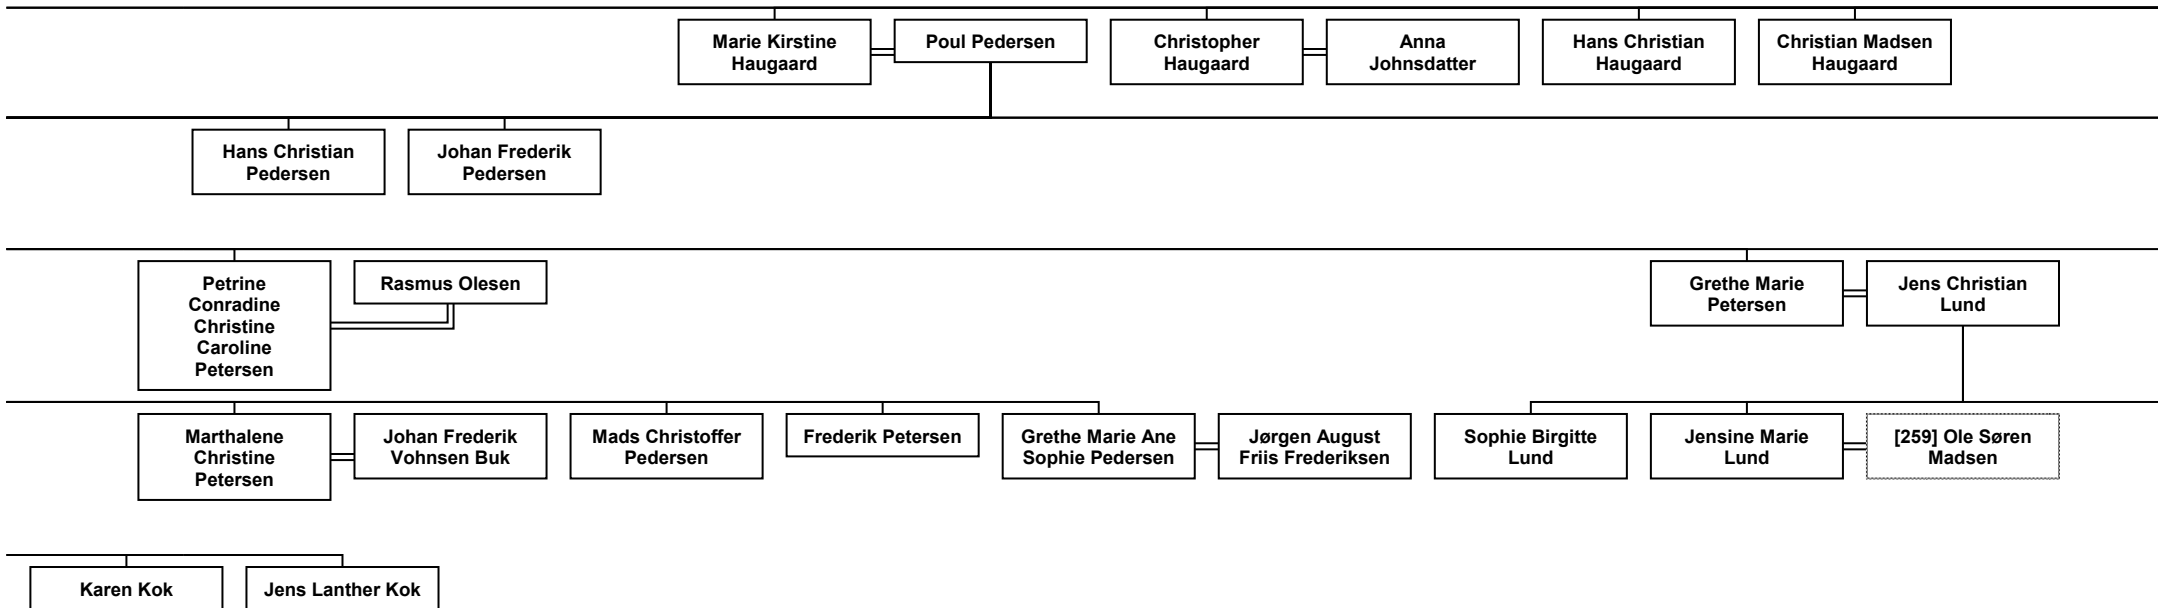 Marie Kirstine
Haugaard
Poul Pedersen
Christopher
Haugaard
Anna
Johnsdatter
Hans Christian
Haugaard
Christian Madsen
Haugaard
Hans Christian
Pedersen
Johan Frederik
Pedersen
Petrine
Conradine
Christine
Caroline
Petersen
Rasmus Olesen
Grethe Marie
Petersen
Jens Christian
Lund
Marthalene
Christine
Petersen
Johan Frederik
Vohnsen Buk
Mads Christoffer
Pedersen
Frederik Petersen
Grethe Marie Ane
Sophie Pedersen
Jørgen August
Friis Frederiksen
Sophie Birgitte
Lund
Jensine Marie
Lund
[259] Ole Søren
Madsen
Karen Kok
Jens Lanther Kok